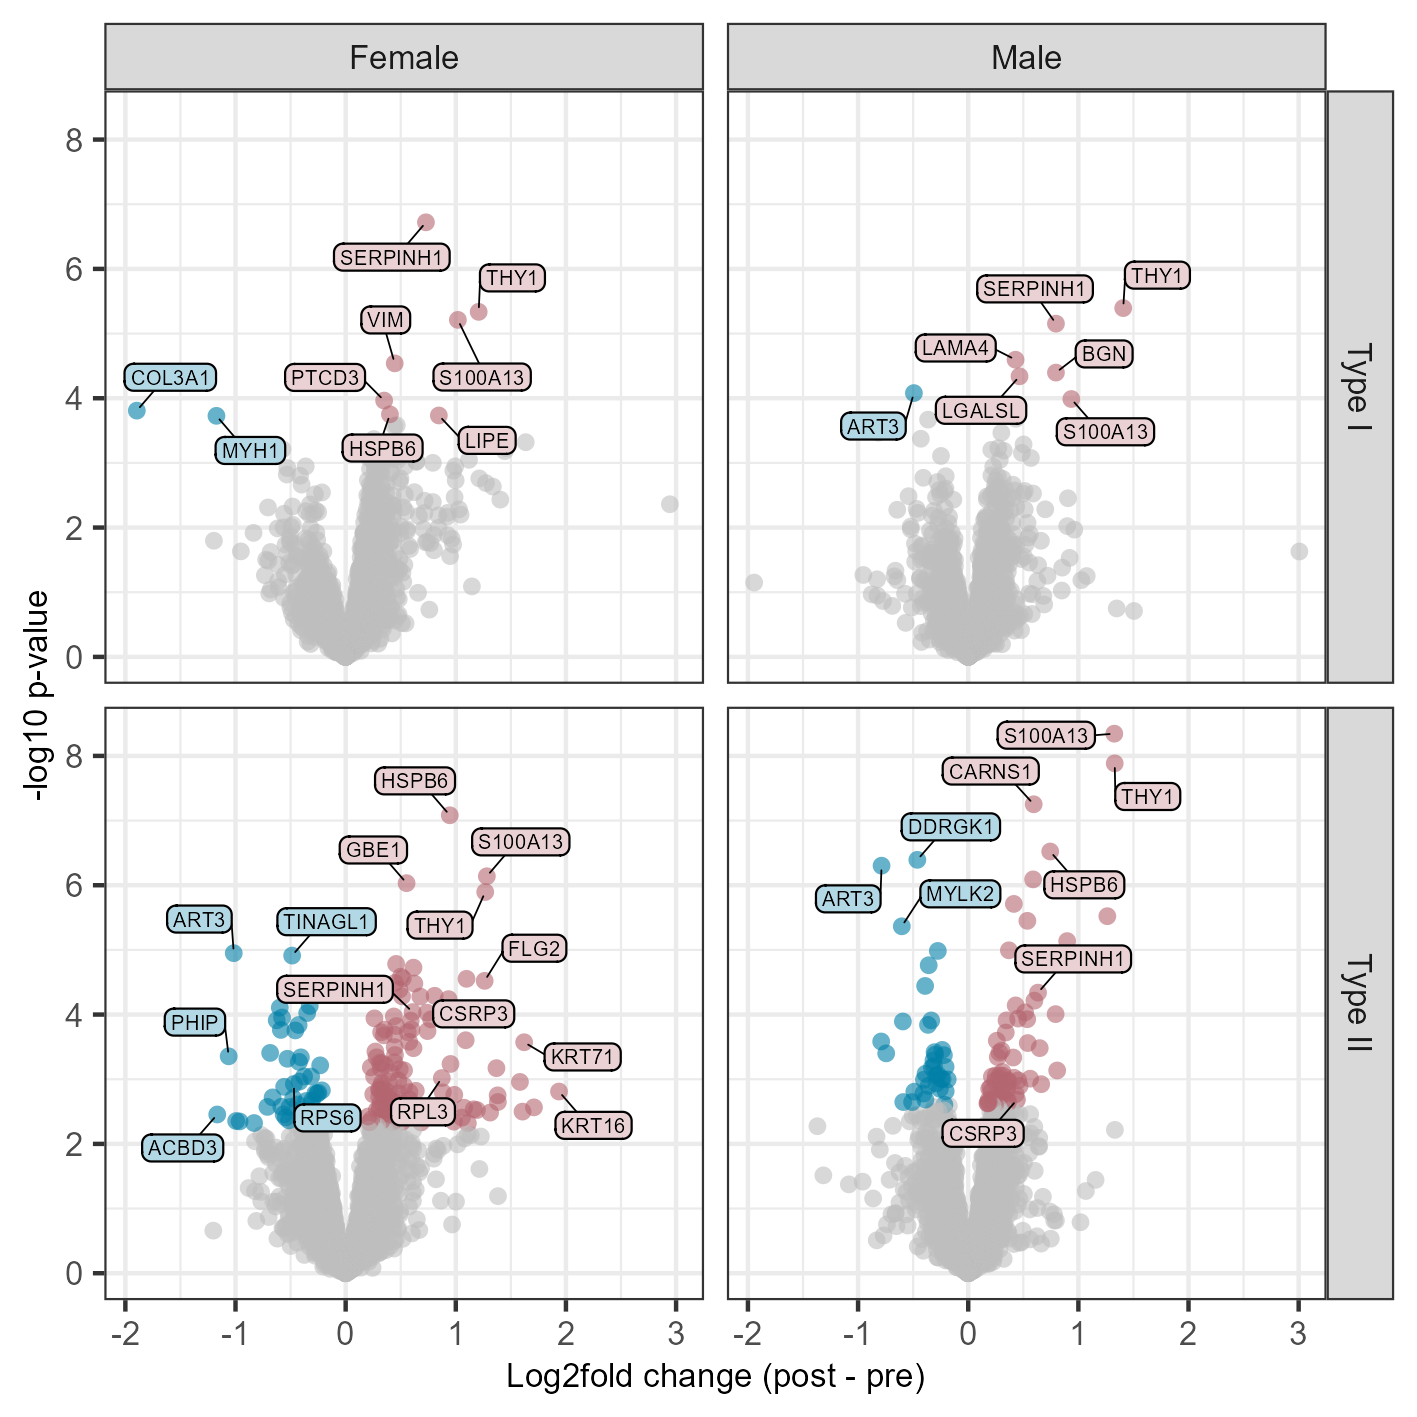 Female
Male
Type I
Type II
-log10 p-value
Log2fold change (post - pre)
8
6
4
2
0
SERPINH1
THY1
VIM
S100A13
COL3A1
PTCD3
MYH1
HSPB6
LIPE
THY1
SERPINH1
LAMA4
BGN
LGALSL
ART3
S100A13
8
6
4
2
0
HSPB6
GBE1
S100A13
ART3
TINAGL1
THY1
FLG2
SERPINH1
CSRP3
PHIP
KRT71
RPS6
RPL3
KRT16
ACBD3
S100A13
CARNS1
THY1
DDRGK1
ART3
MYLK2
HSPB6
SERPINH1
CSRP3
-2 -1 0 1 2 3
-2 -1 0 1 2 3